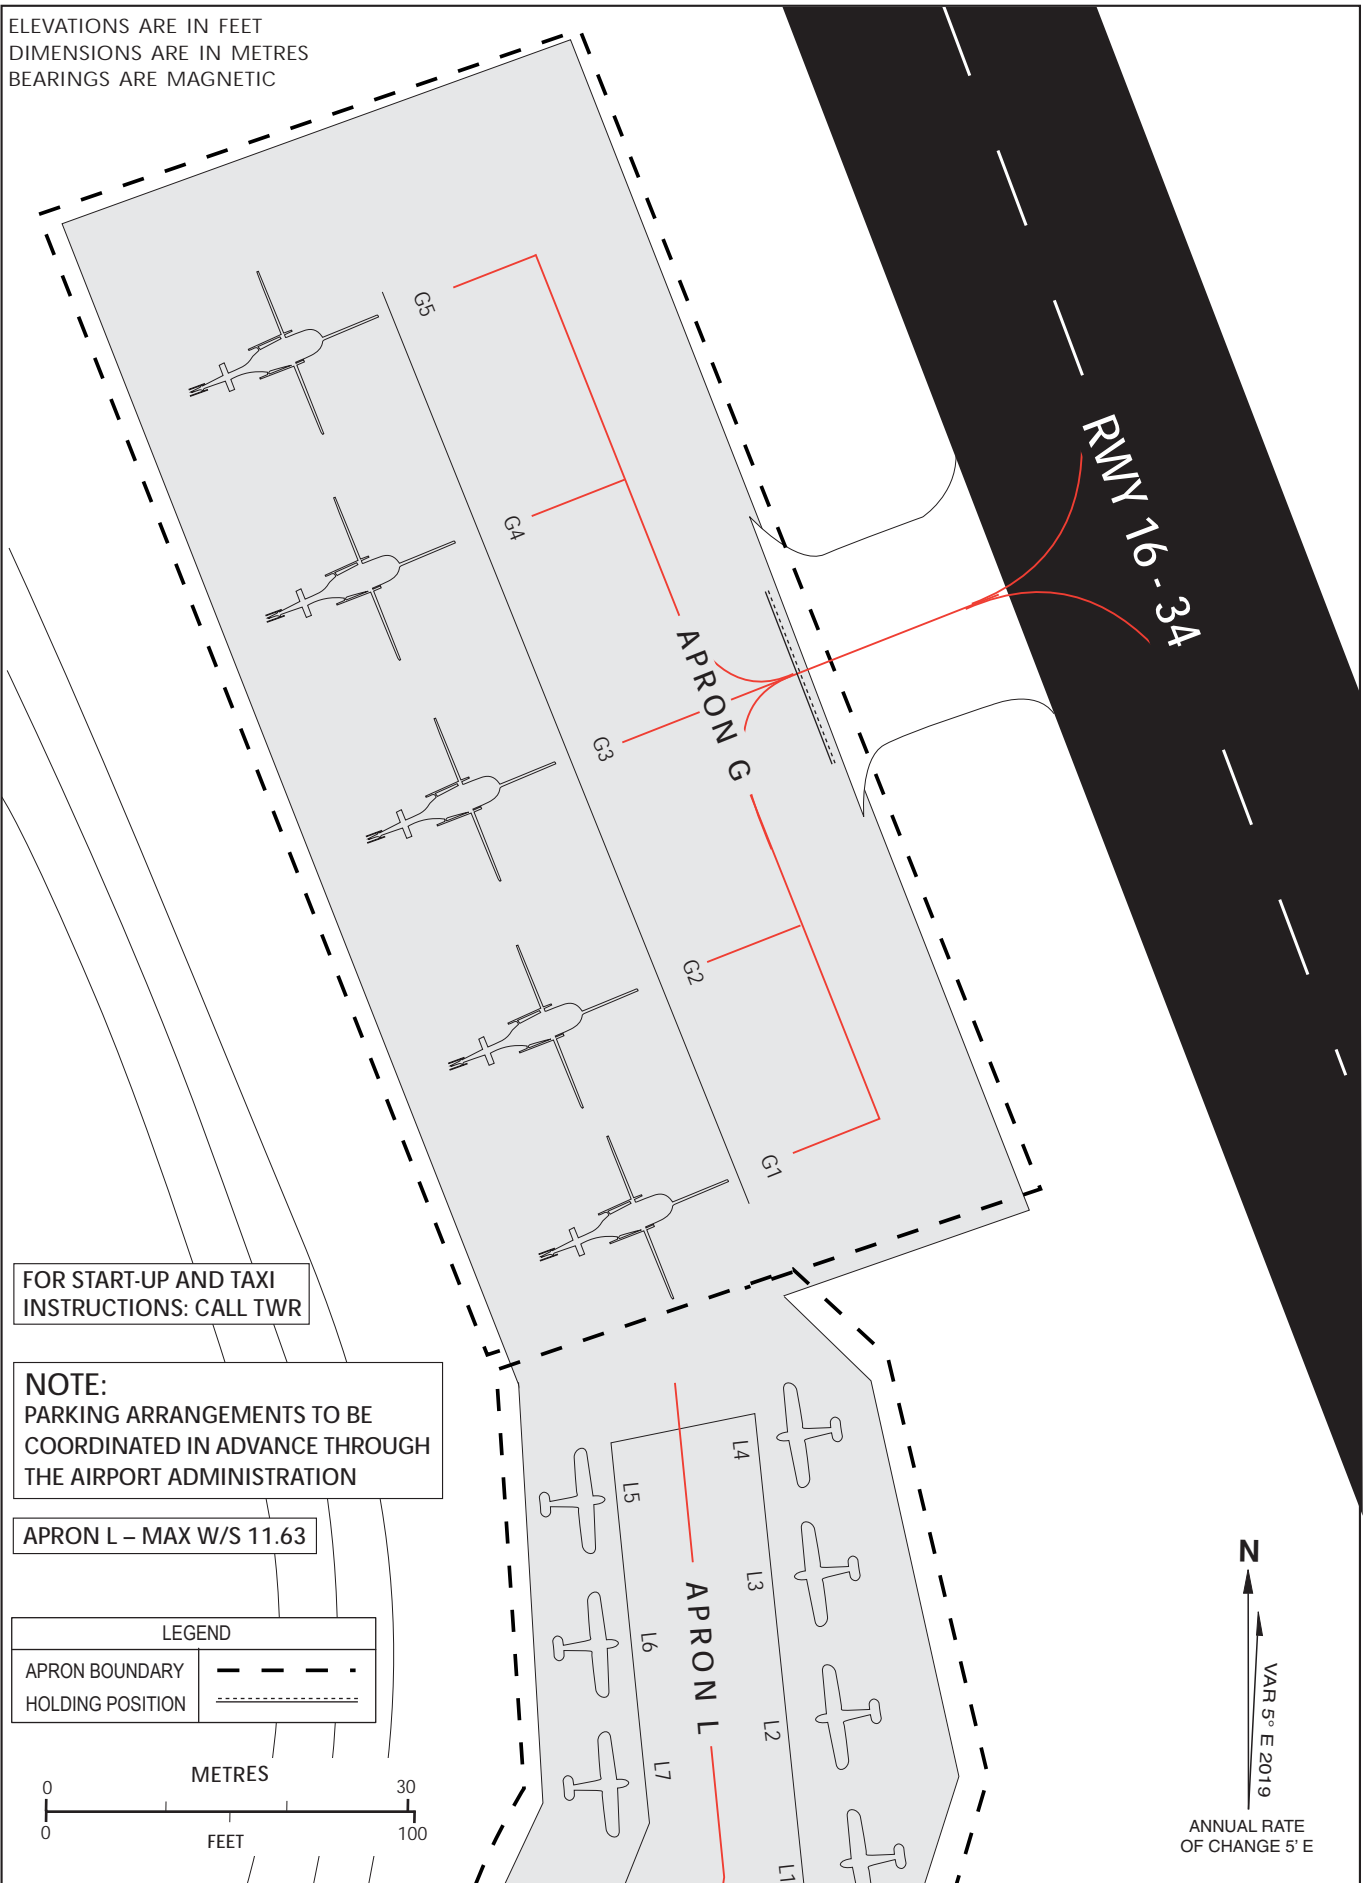 ELEVATIONS ARE IN FEET
DIMENSIONS ARE IN METRES
BEARINGS ARE MAGNETIC
RWY 16 - 34
G5
G4
APRON G
G3
G2
G1
FOR START-UP AND TAXI
INSTRUCTIONS: CALL TWR
NOTE:
PARKING ARRANGEMENTS TO BE
COORDINATED IN ADVANCE THROUGH
THE AIRPORT ADMINISTRATION
APRON L – MAX W/S 11.63
L4
L5
L3
APRON L
L6
L2
L7
L1
LEGEND
APRON BOUNDARY
HOLDING POSITION
METRES
0 30
0 100
FEET
N
VAR 5° E 2019
ANNUAL RATE
OF CHANGE 5' E